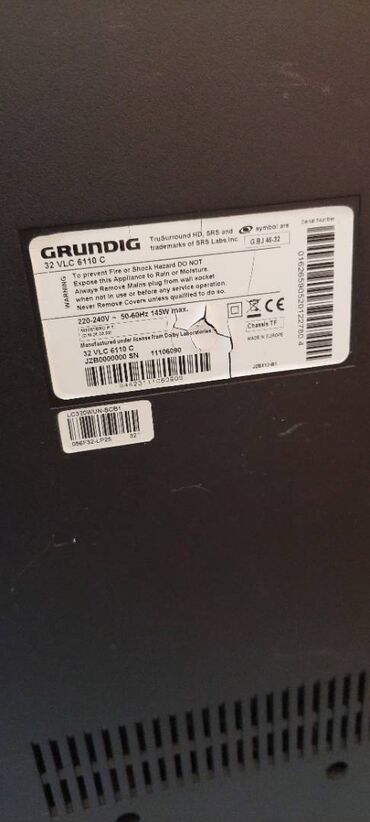 GRUNDIG
32 VLC 6110 C
TruSurround HD, SRS and symbol are
trademarks of SRS Labs,Inc.
Serial Number
WARNING
To prevent Fire or Shock Hazard DO NOT
Expose this Appliance to Rain or Moisture.
Always Remove Mains plug from wall socket
when not in use or before any service operation.
Never Remove Covers unless qualified to do so.
220-240V ~ 50-60Hz 145W max.
CE
Chassis TF
MADE IN EUROPE
Manufactured under license from Dolby Laboratories
32 VLC 6110 C 11106090
JZB0000000 SN
LC320WUN-SCB1
32"